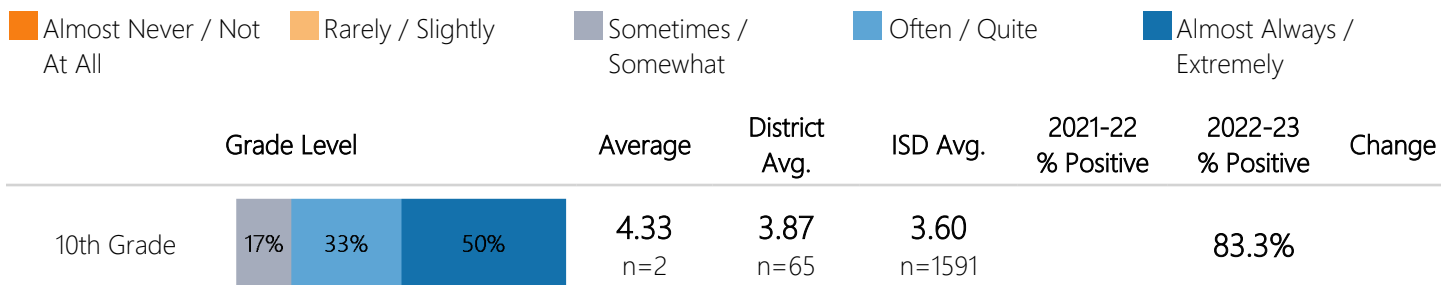 Almost Never / Not At All
Rarely / Slightly
Sometimes / Somewhat
Often / Quite
Almost Always / Extremely
Grade Level
Average
District Avg.
ISD Avg.
2021-22 % Positive
2022-23 % Positive
Change
10th Grade
17%
33%
50%
4.33
n=2
3.87
n=65
3.60
n=1591
83.3%